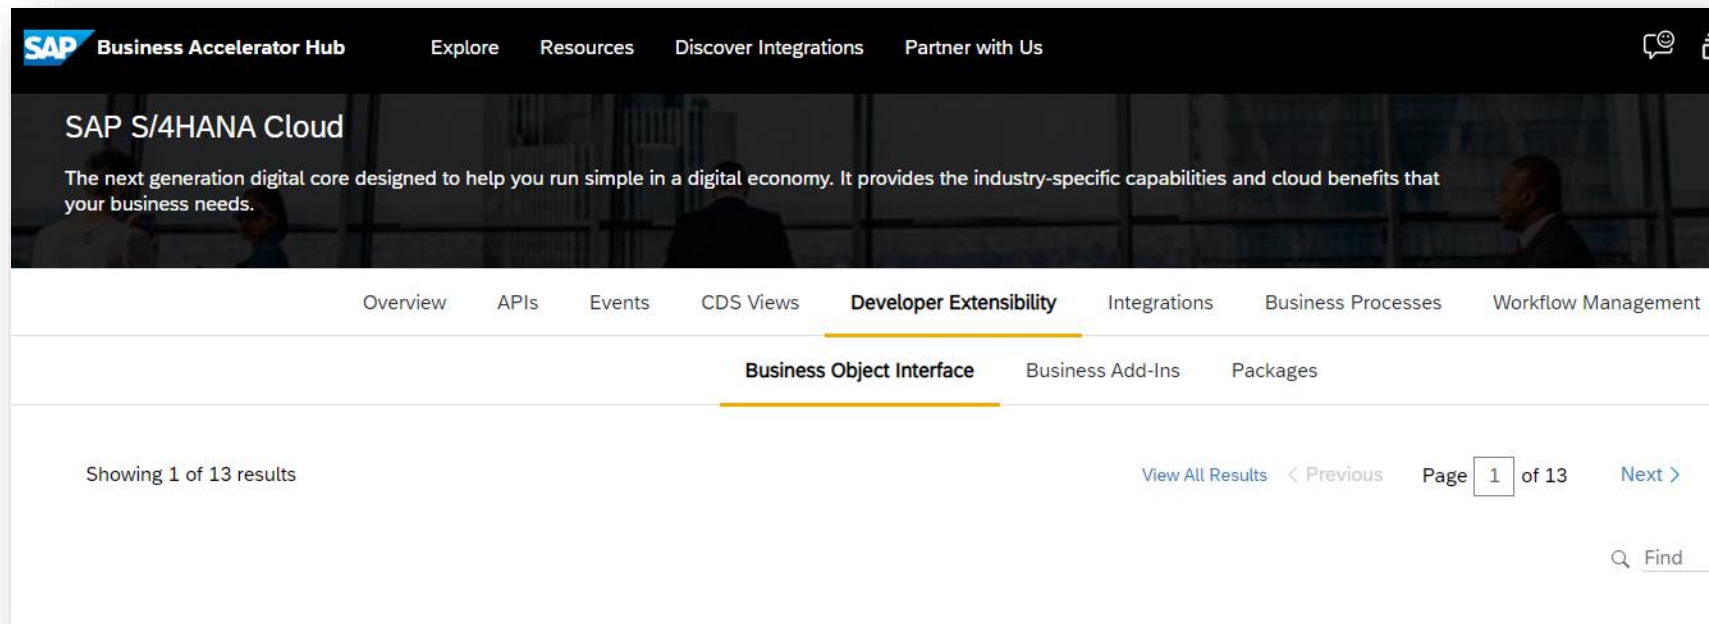 SAP Business Accelerator Hub Explore Resources Discover Integrations Partner with Us
SAP S/4HANA Cloud
The next generation digital core designed to help you run simple in a digital economy. It provides the industry-specific capabilities and cloud benefits that
your business needs.
Overview APIs Events CDS Views Developer Extensibility Integrations Business Processes Workflow Management
Business Object Interface Business Add-Ins Packages
Showing 1 of 13 results View All Results < Previous Page 1 of 13 Next >
Find